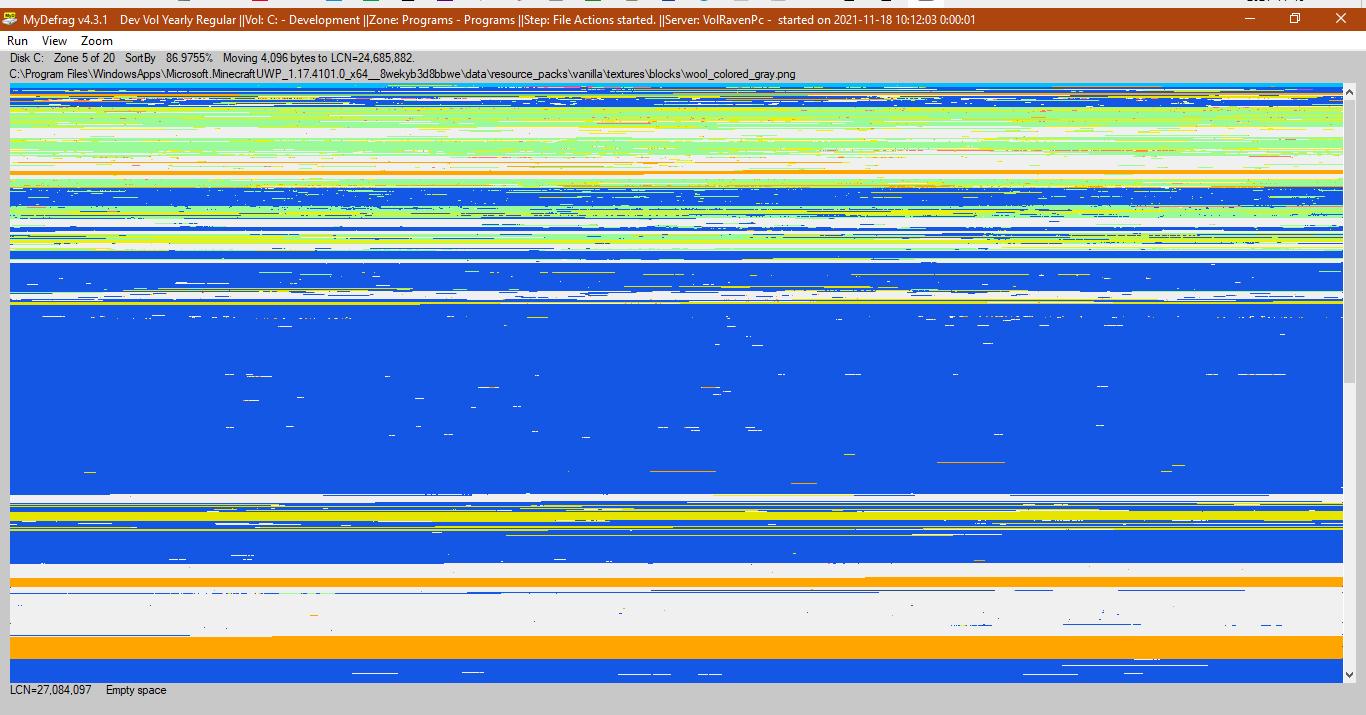 MyDefrag v4.3.1 Dev Vol Yearly Regular ||Vol: C: - Development ||Zone: Programs - Programs ||Step: File Actions started. ||Server: VolRavenPc - started on 2021-11-18 10:12:03 0:00:01
Run View Zoom
Disk C: Zone 5 of 20 SortBy 86.9755% Moving 4,096 bytes to LCN=24,685,882.
C:\Program Files\WindowsApps\Microsoft.MinecraftUWP_1.17.4101.0_x64__8wekyb3d8bbwe\data\resource_packs\vanilla\textures\blocks\wool_colored_gray.png
LCN=27,084,097 Empty space